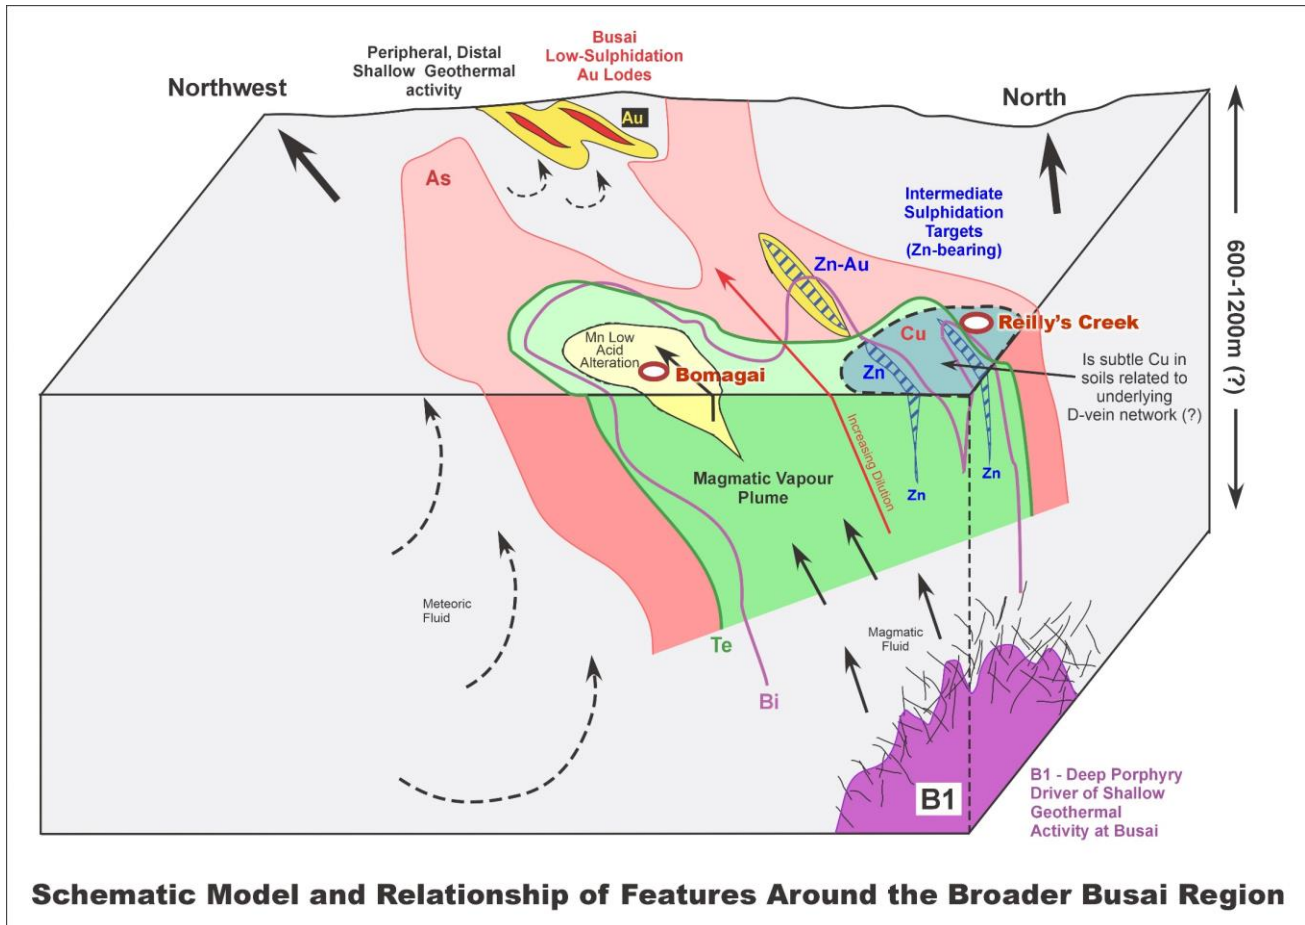 Northwest
Peripheral, Distal
Shallow Geothermal
activity
Busai
Low-Sulphidation
Au Lodes
North
Au
As
Intermediate
Sulphidation
Targets
(Zn-bearing)
Zn-Au
600-1200m (?)
Mn Low
Acid
Alteration
Bomagai
Cu
Reilly's Creek
Zn
Is subtle Cu in
soils related to
underlying
D-vein network (?)
Increasing Dilution
Magmatic Vapour
Plume
Zn
Zn
Meteoric
Fluid
Magmatic
Fluid
Te
Bi
B1
B1 - Deep Porphyry
Driver of Shallow
Geothermal
Activity at Busai
Schematic Model and Relationship of Features Around the Broader Busai Region